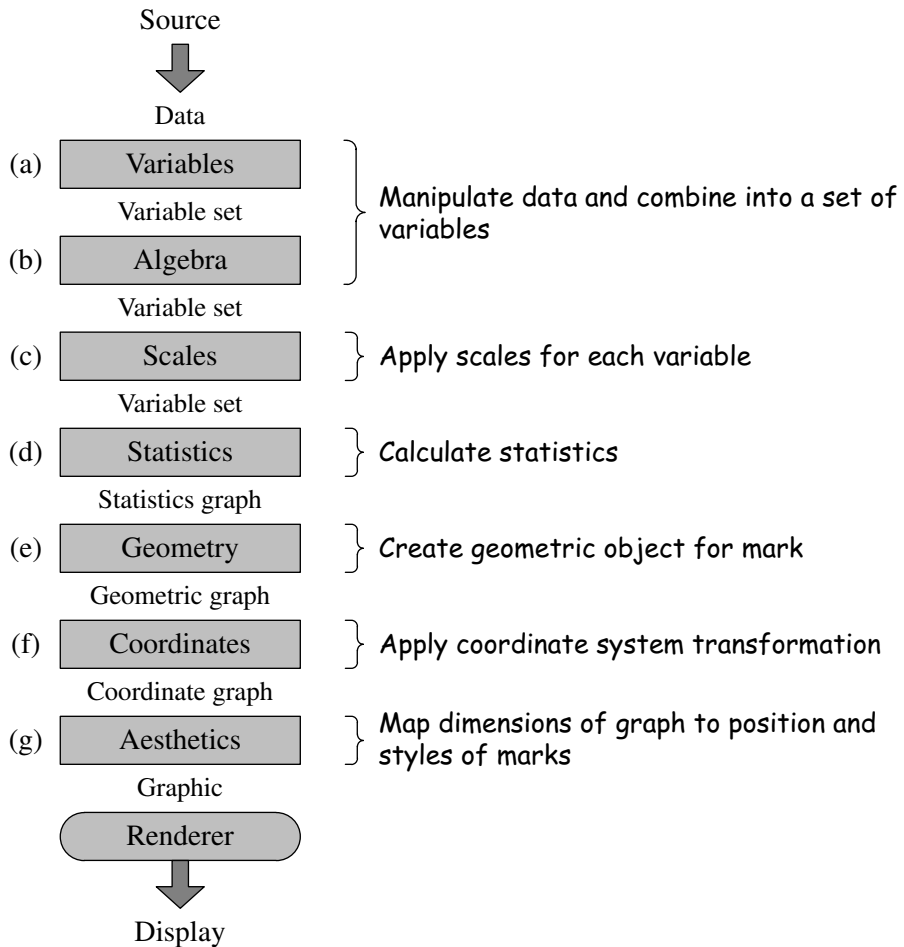 Source
Data
(a) Variables
Manipulate data and combine into a set of
variables
Variable set
(b) Algebra
Variable set
(c) Scales
Apply scales for each variable
Variable set
(d) Statistics
Calculate statistics
Statistics graph
(e) Geometry
Create geometric object for mark
Geometric graph
(f) Coordinates
Apply coordinate system transformation
Coordinate graph
(g) Aesthetics
Map dimensions of graph to position and
styles of marks
Graphic
Renderer
Display